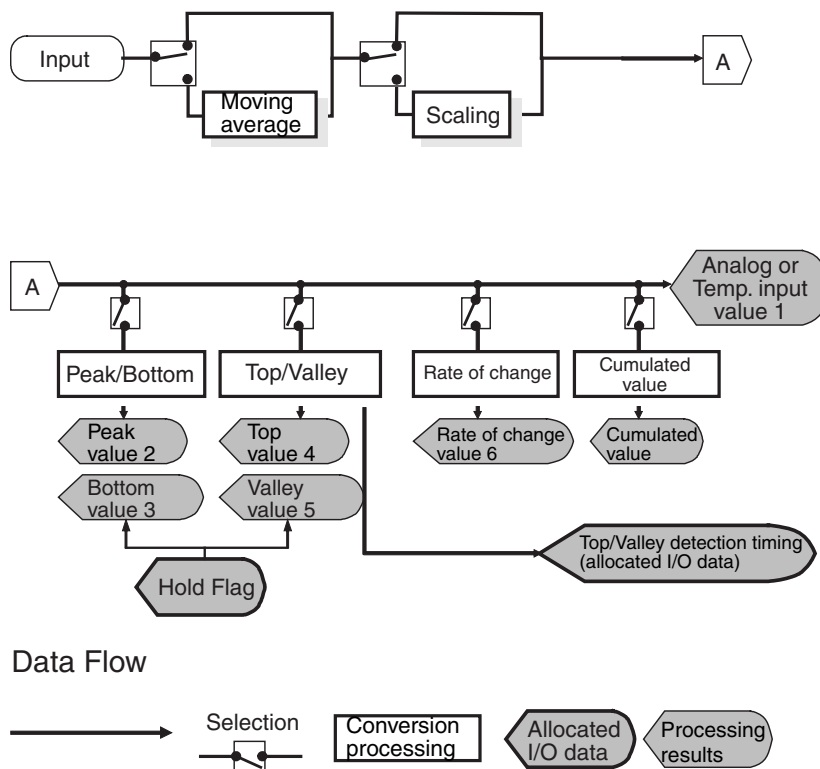 Input
Moving
average
Scaling
A
A
Analog or
Temp. input
value 1
Peak/Bottom
Top/Valley
Rate of change
Cumulated
value
Peak
value 2
Top
value 4
Rate of change
value 6
Cumulated
value
Bottom
value 3
Valley
value 5
Top/Valley detection timing
(allocated I/O data)
Hold Flag
Data Flow
Selection
Conversion
processing
Allocated
I/O data
Processing
results